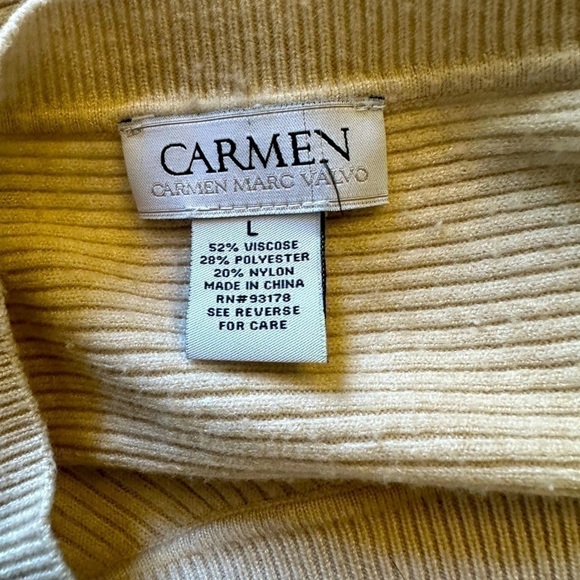 CARMEN
CARMEN MARC VALVO
L
52% VISCOSE
28% POLYESTER
20% NYLON
MADE IN CHINA
RN#93178
SEE REVERSE
FOR CARE